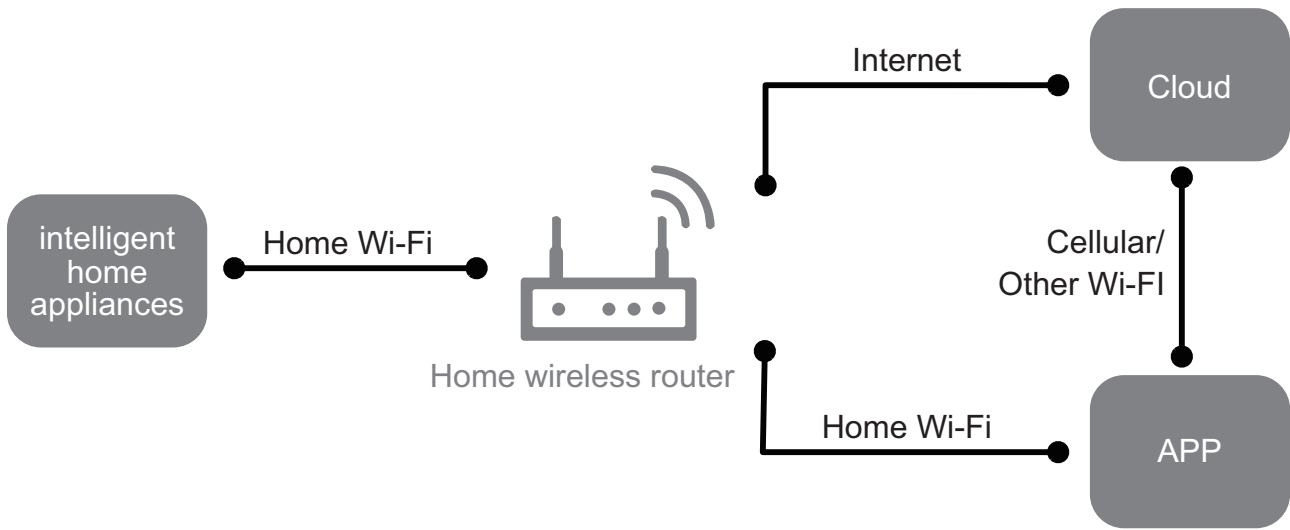 Internet
Cloud
intelligent
home
appliances
Home Wi-Fi
Cellular/
Other Wi-FI
Home wireless router
Home Wi-Fi
APP